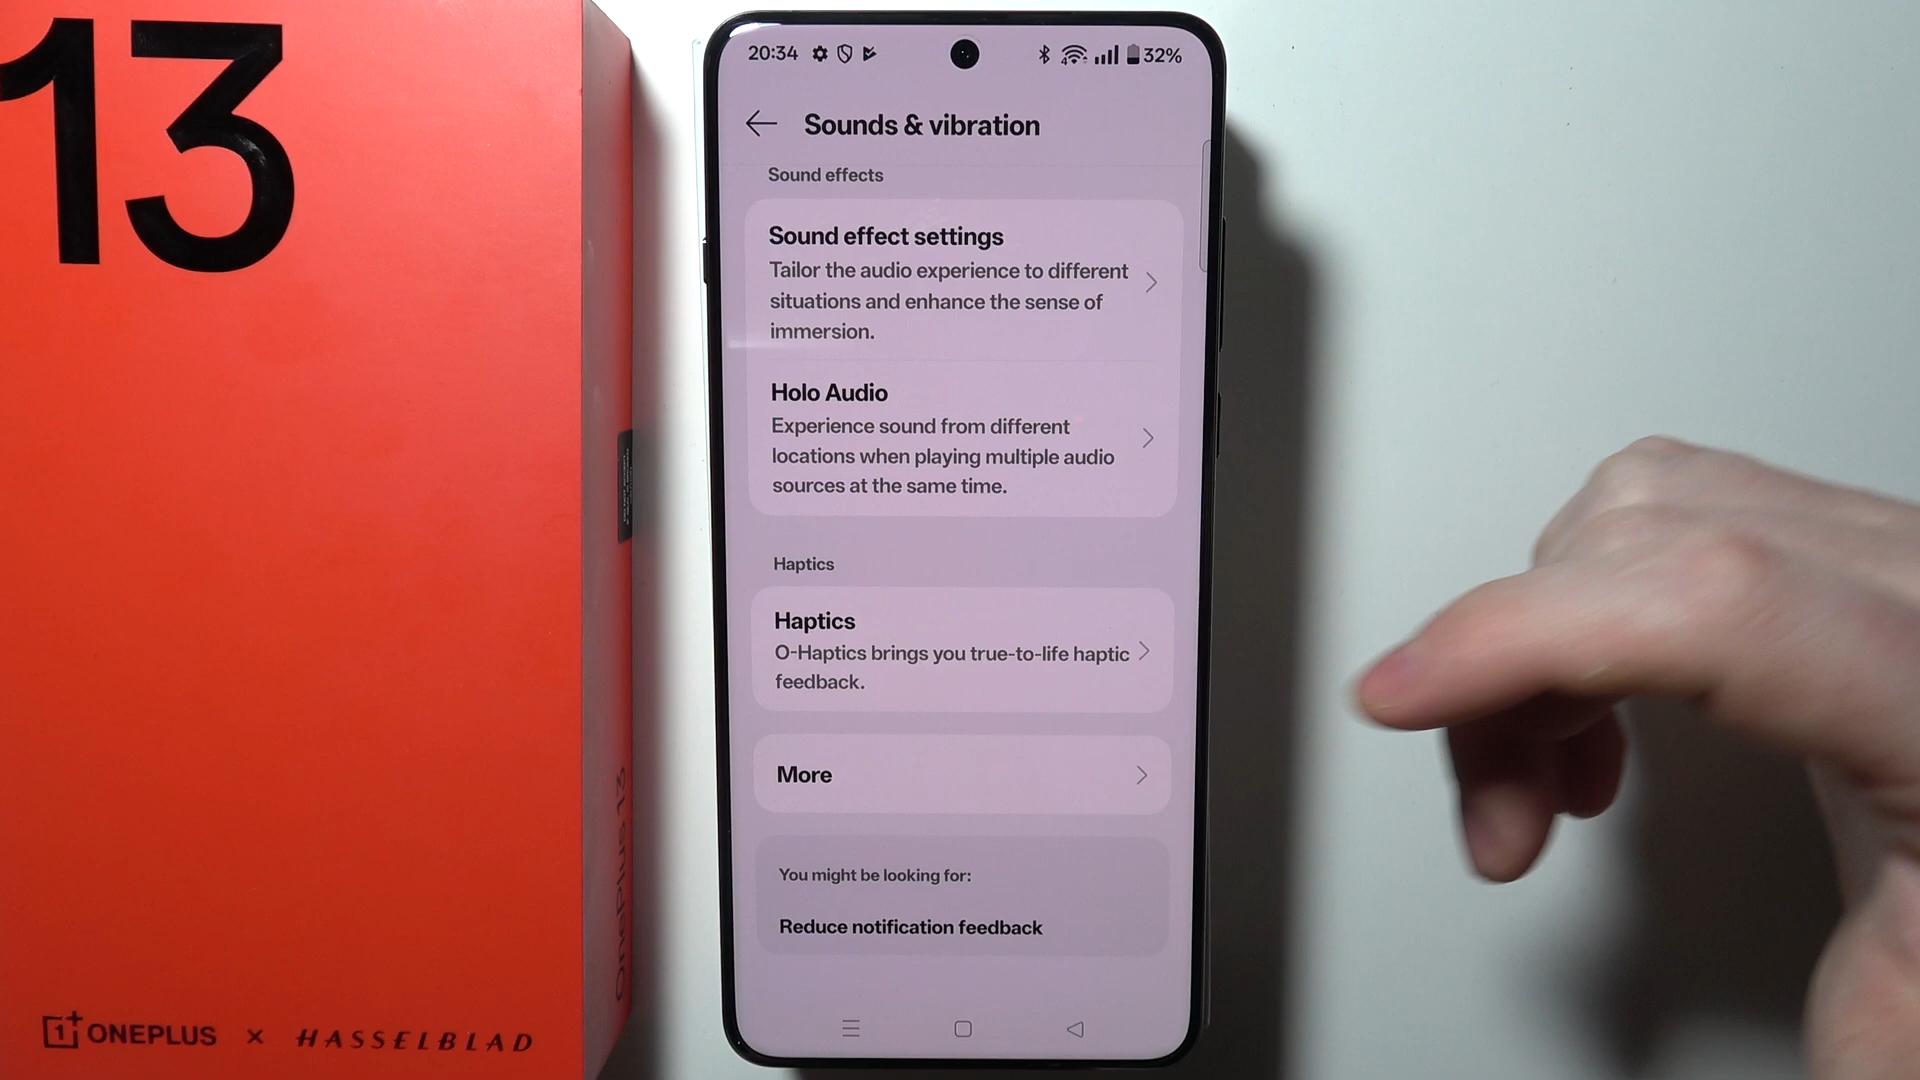 13
20:34
32%
Sounds & vibration
Sound effects
Sound effect settings
Tailor the audio experience to different
situations and enhance the sense of
immersion.
Holo Audio
Experience sound from different
locations when playing multiple audio
sources at the same time.
Haptics
Haptics
O-Haptics brings you true-to-life haptic
feedback.
More
You might be looking for:
Reduce notification feedback
OnePlus 13
ONEPLUS × HASSELBLAD